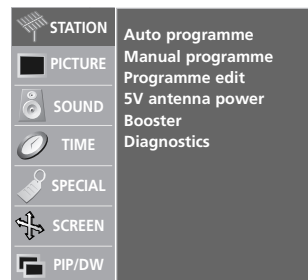 STATION
PICTURE
SOUND
TIME
SPECIAL
SCREEN
PIP/DW
Auto programme
Manual programme
Programme edit
5V antenna power
Booster
Diagnostics